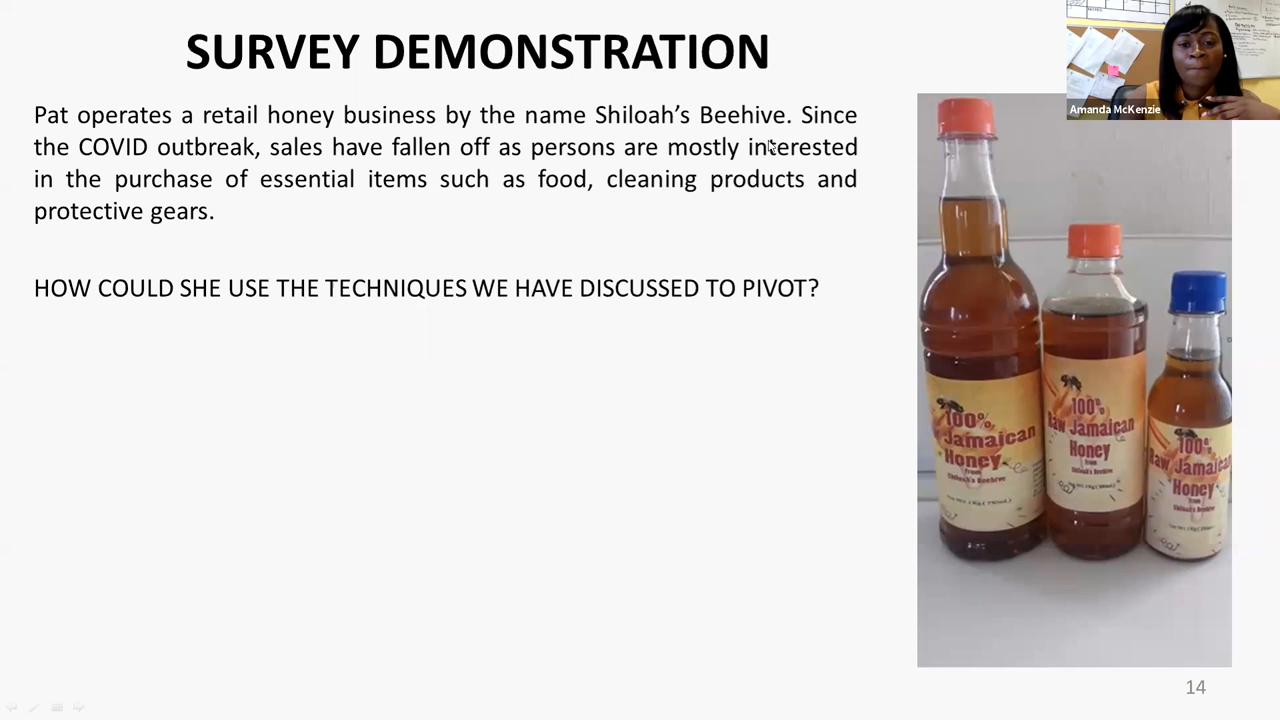 SURVEY DEMONSTRATION
Amanda McKenzie
Pat operates a retail honey business by the name Shiloah’s Beehive. Since
the COVID outbreak, sales have fallen off as persons are mostly interested
in the purchase of essential items such as food, cleaning products and
protective gears.
HOW COULD SHE USE THE TECHNIQUES WE HAVE DISCUSSED TO PIVOT?
100%
Jamaican
Honey
from
Shiloah's Beehive
100%
Raw Jamaican
Honey
from
Shiloah's Beehive
100%
Raw Jamaican
Honey
from
Shiloah's Beehive
14